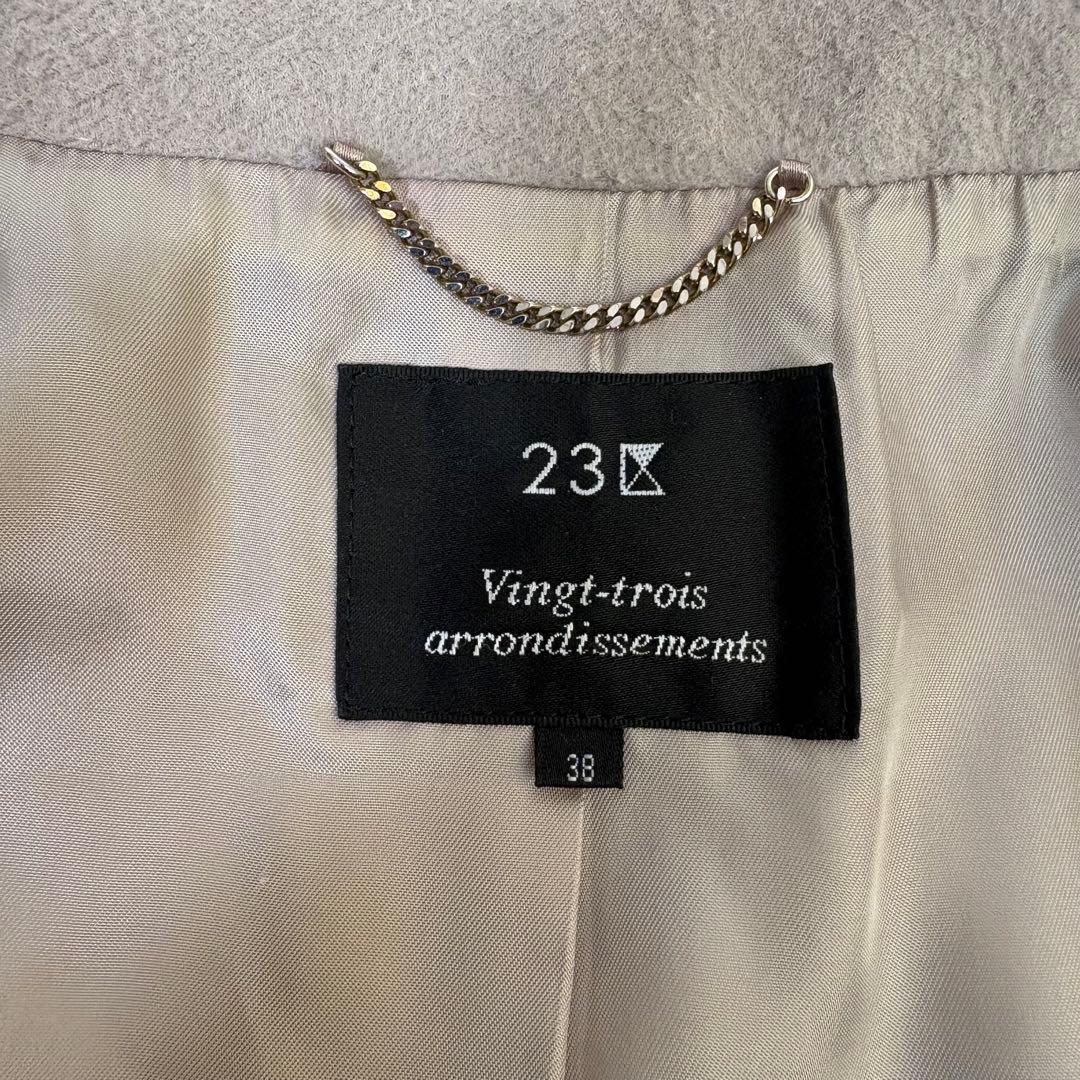 23区
Vingt-trois
arrondissements
38